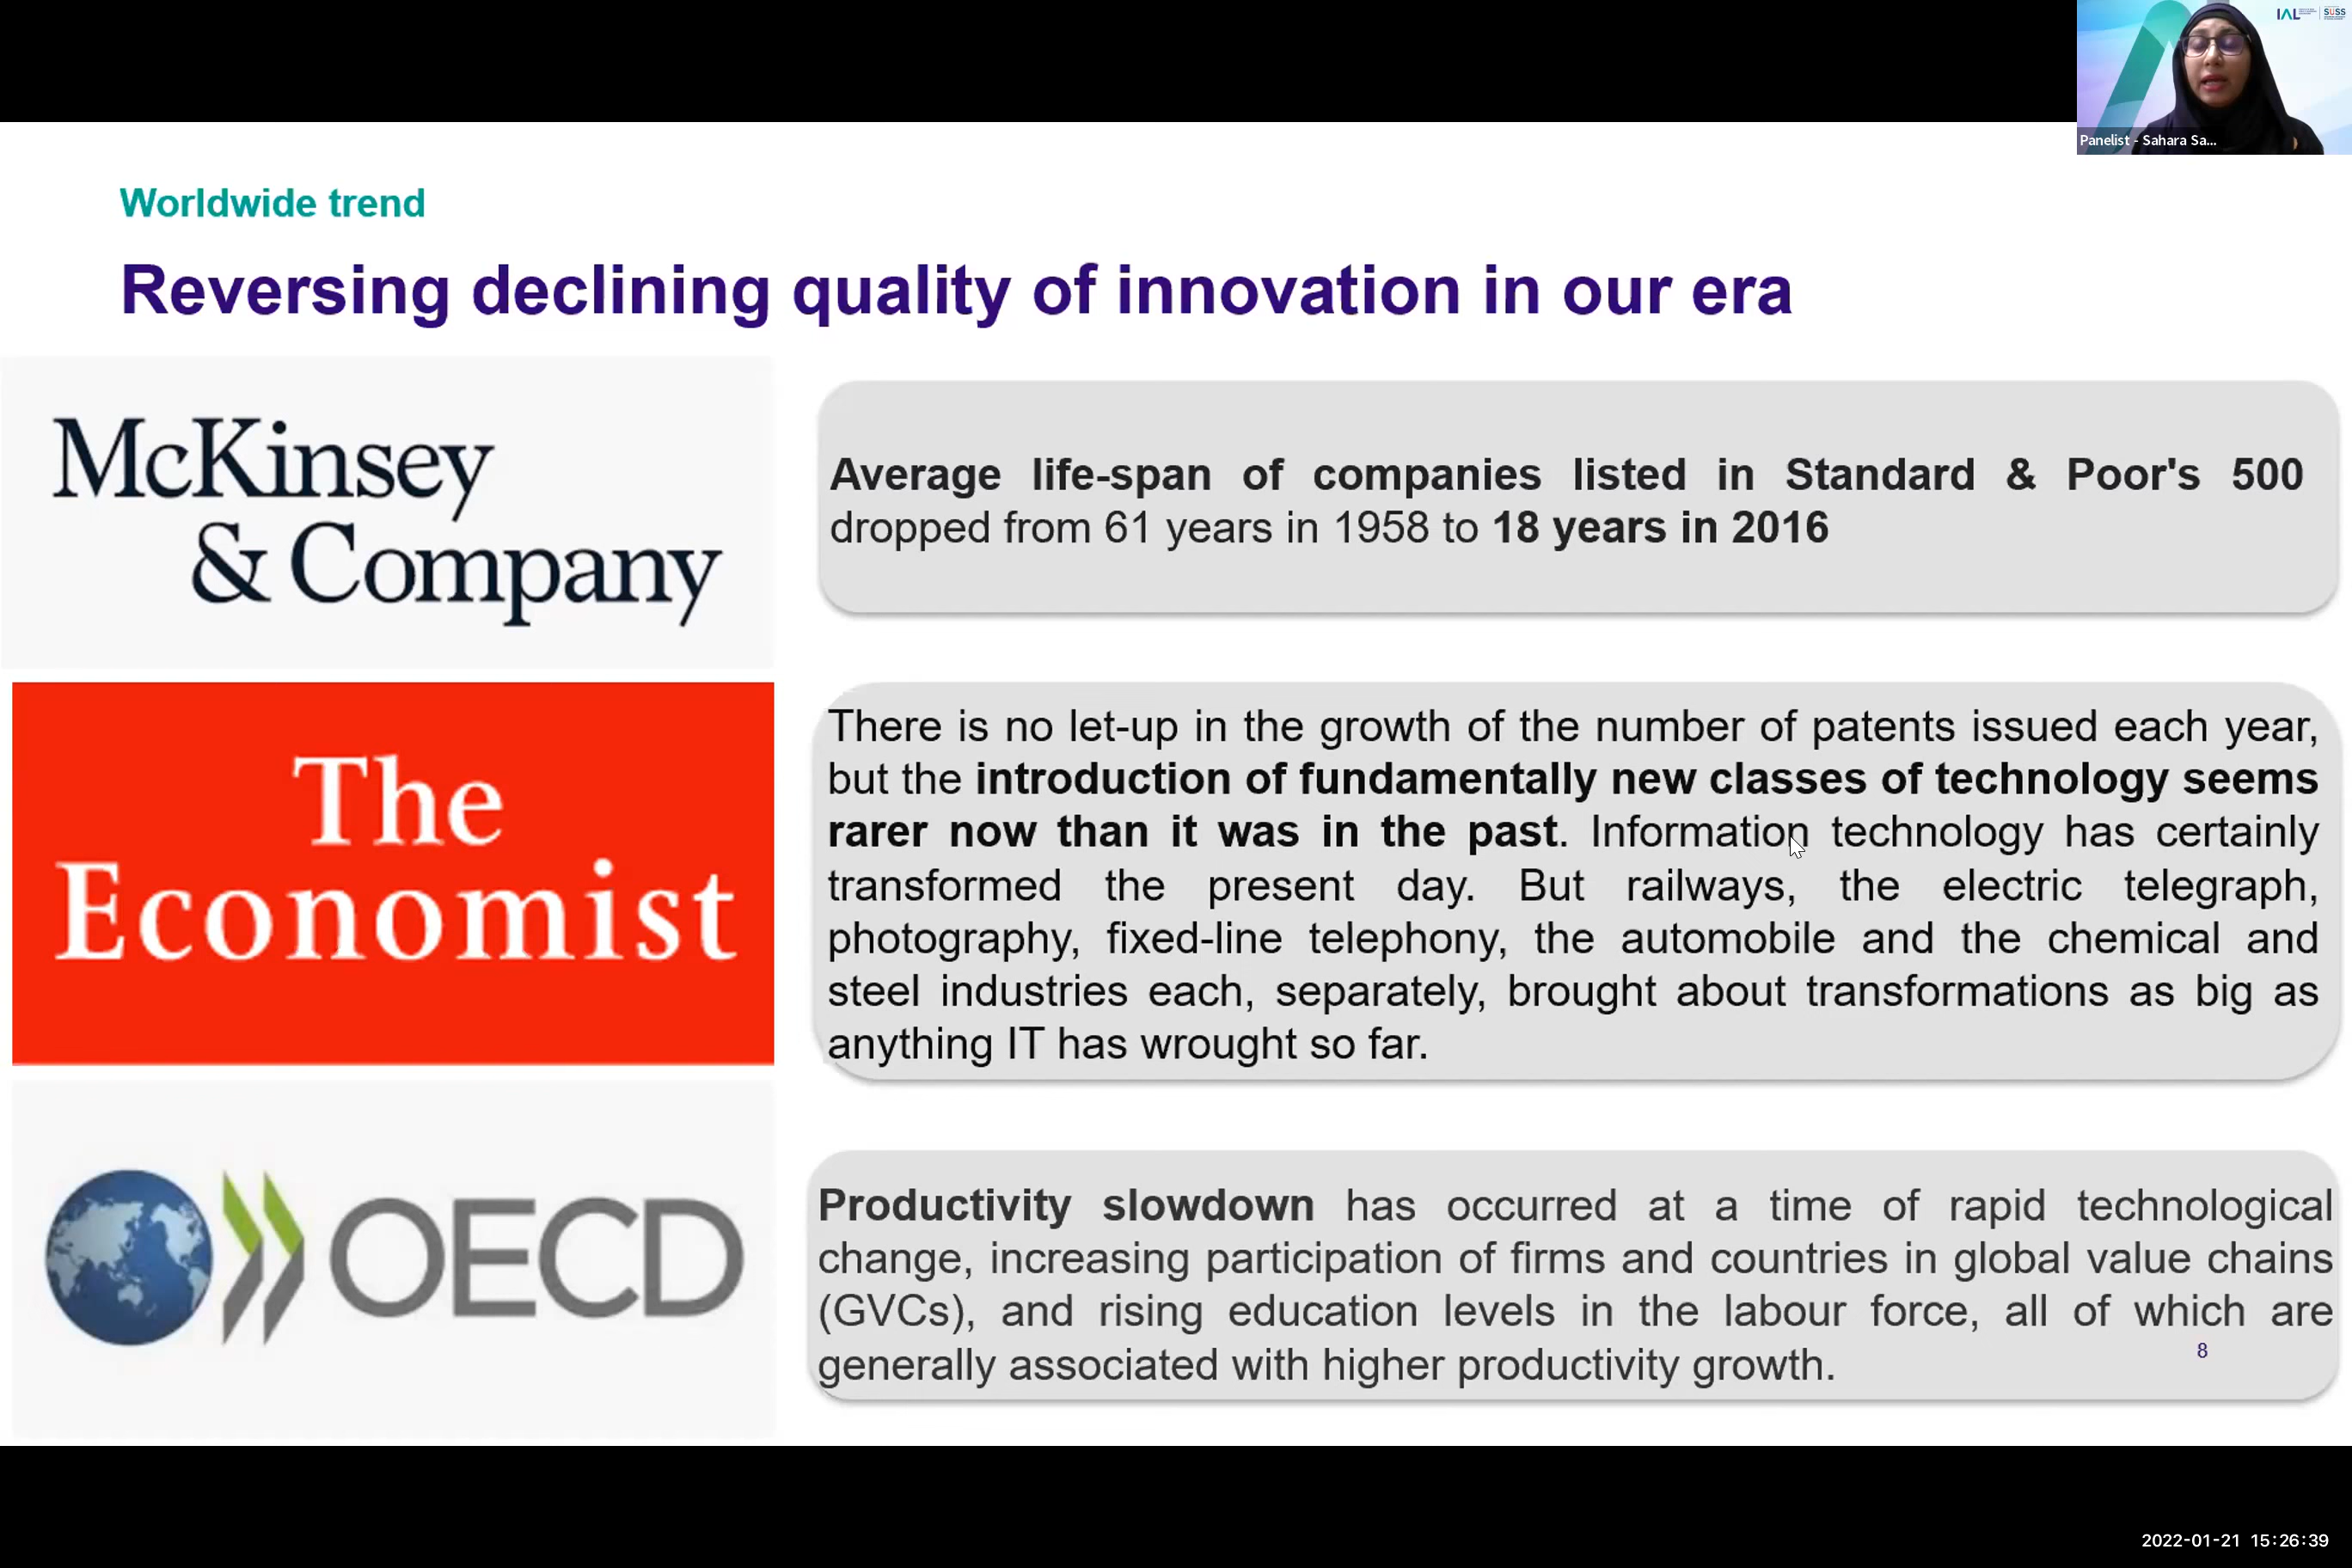 IAL
SUSS
Panelist - Sahara Sa...
Worldwide trend
Reversing declining quality of innovation in our era
McKinsey
& Company
Average life-span of companies listed in Standard & Poor's 500
dropped from 61 years in 1958 to 18 years in 2016
The
Economist
There is no let-up in the growth of the number of patents issued each year,
but the introduction of fundamentally new classes of technology seems
rarer now than it was in the past. Information technology has certainly
transformed the present day. But railways, the electric telegraph,
photography, fixed-line telephony, the automobile and the chemical and
steel industries each, separately, brought about transformations as big as
anything IT has wrought so far.
OECD
Productivity slowdown has occurred at a time of rapid technological
change, increasing participation of firms and countries in global value chains
(GVCs), and rising education levels in the labour force, all of which are
generally associated with higher productivity growth.
8
2022-01-21 15:26:39